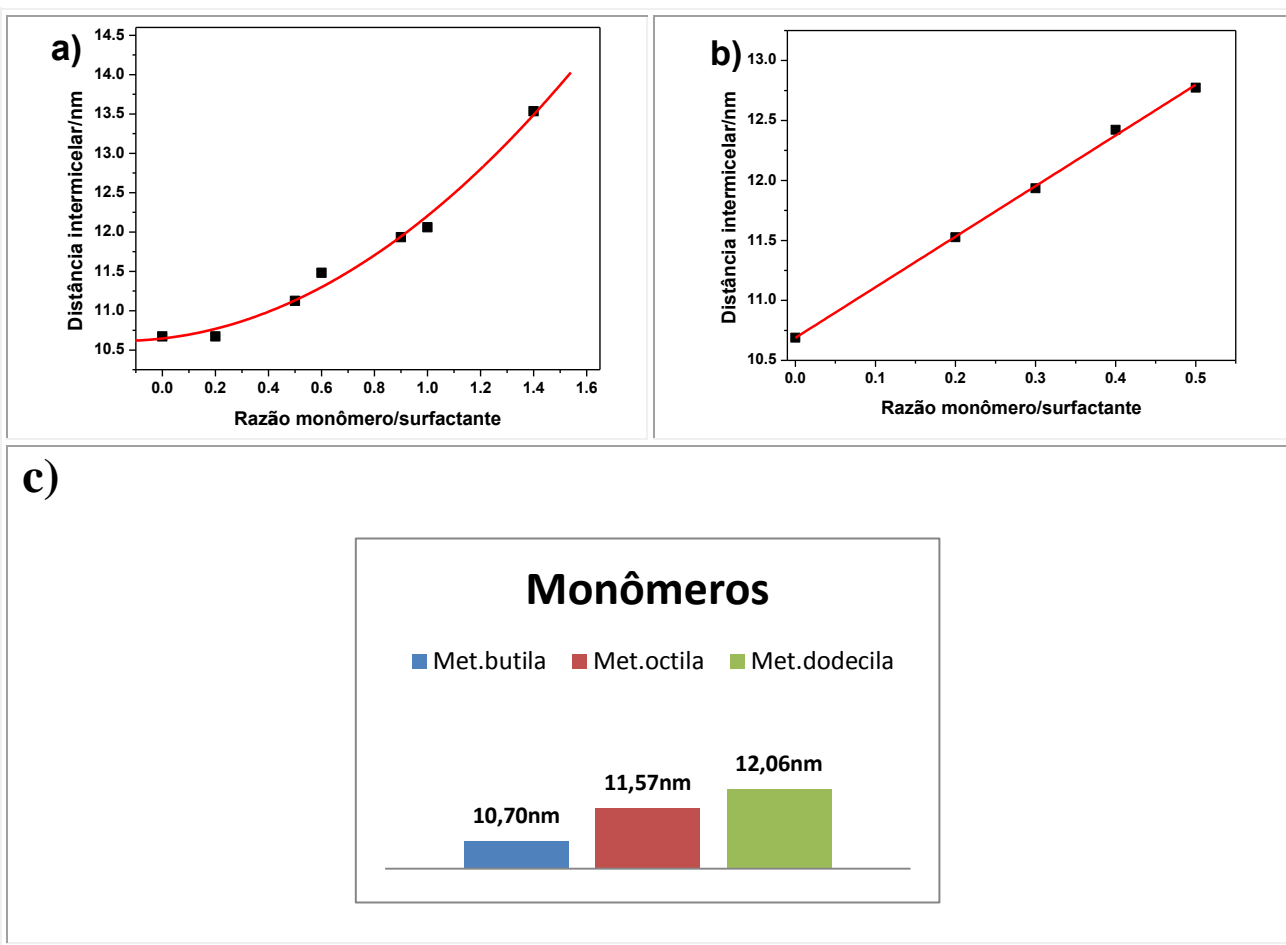 a)
14.5
14.0
13.5
13.0
12.5
12.0
11.5
11.0
10.5
Distância intermicelar/nm
0.0 0.2 0.4 0.6 0.8 1.0 1.2 1.4 1.6
Razão monômero/surfactante
b)
13.0
12.5
12.0
11.5
11.0
10.5
Distância intermicelar/nm
0.0 0.1 0.2 0.3 0.4 0.5
Razão monômero/surfactante
c)
Monômeros
Met.butila Met.octila Met.dodecila
12,06nm
11,57nm
10,70nm